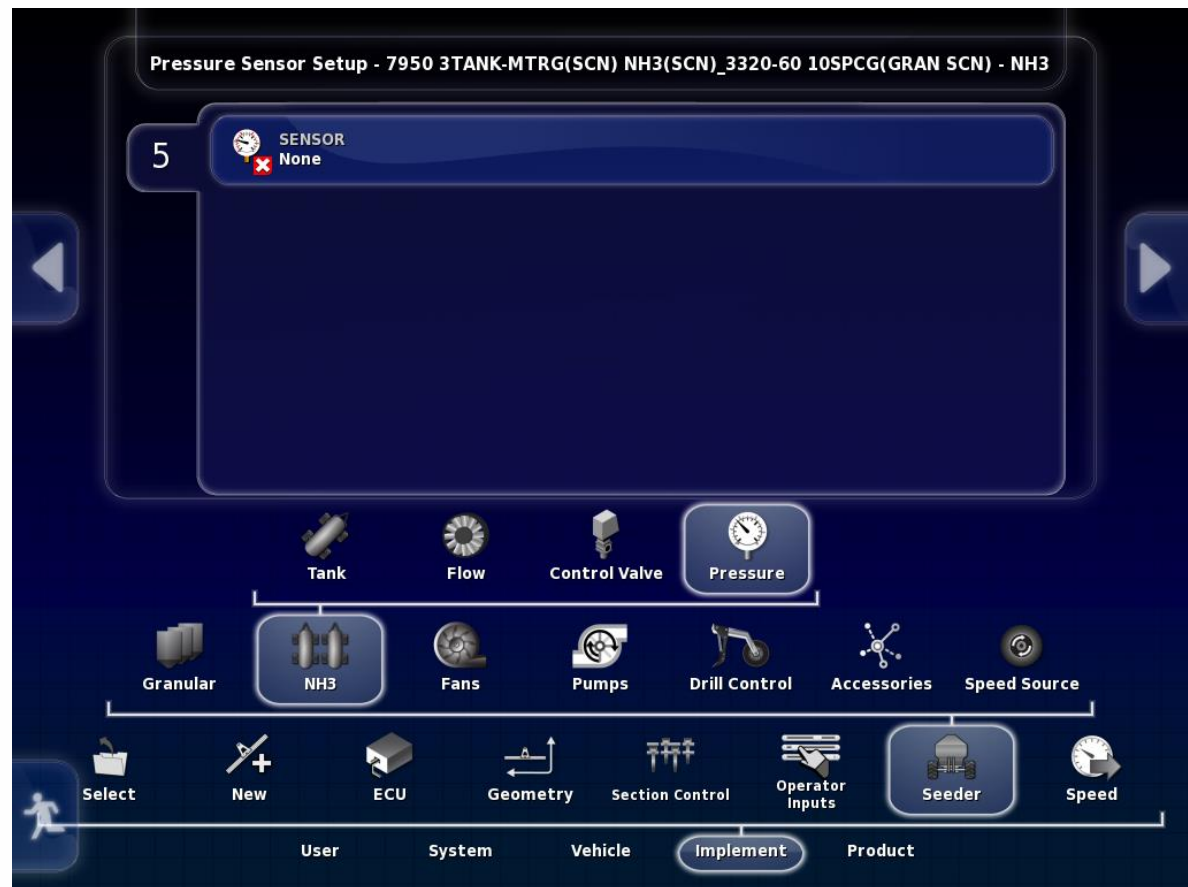 Pressure Sensor Setup - 7950 3TANK-MTRG(SCN) NH3(SCN)_3320-60 10SPCG(GRAN SCN) - NH3
5
SENSOR
None
Tank
Flow
Control Valve
Pressure
Granular
NH3
Fans
Pumps
Drill Control
Accessories
Speed Source
Select
New
ECU
Geometry
Section Control
Operator
Inputs
Seeder
Speed
User
System
Vehicle
Implement
Product